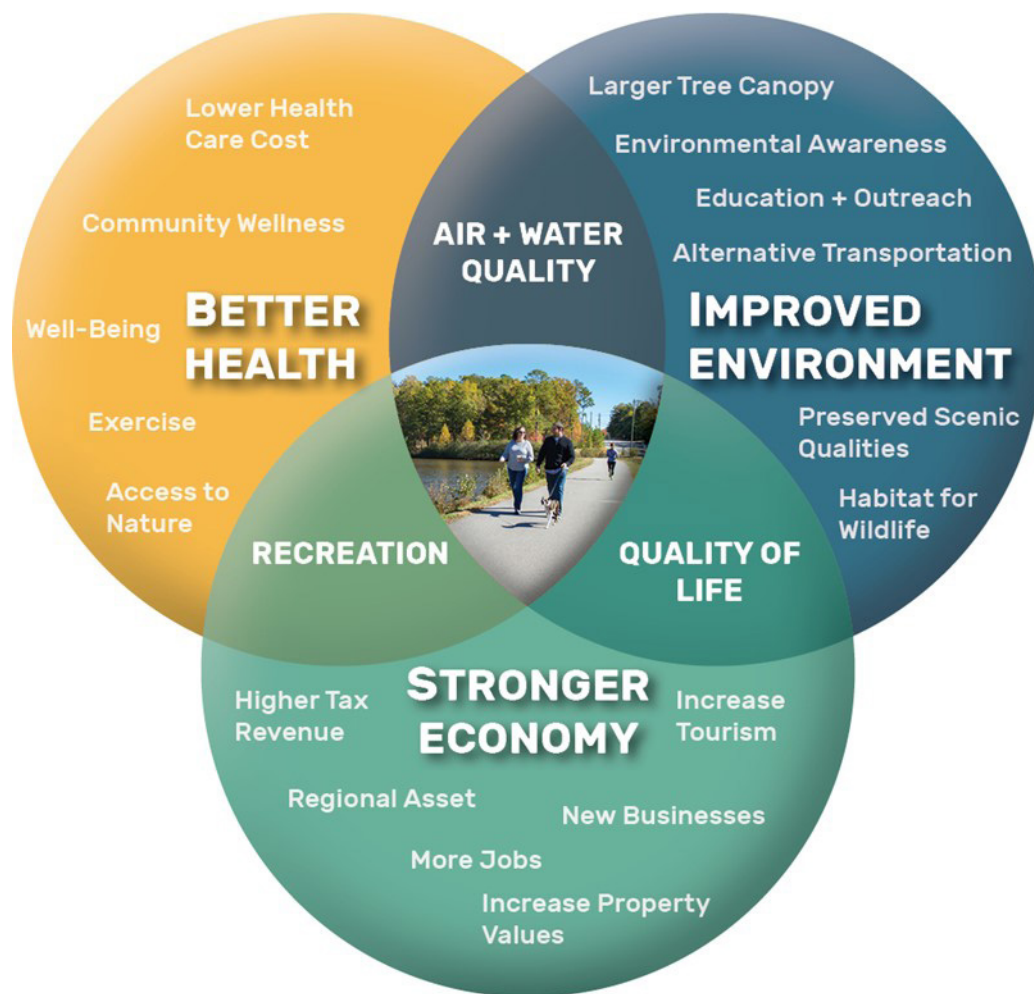 Lower Health
Care Cost
Community Wellness
Well-Being
BETTER
HEALTH
Exercise
Access to
Nature
AIR + WATER
QUALITY
Larger Tree Canopy
Environmental Awareness
Education + Outreach
Alternative Transportation
IMPROVED
ENVIRONMENT
Preserved Scenic
Qualities
Habitat for
Wildlife
RECREATION
QUALITY OF
LIFE
STRONGER
ECONOMY
Higher Tax
Revenue
Increase
Tourism
Regional Asset
New Businesses
More Jobs
Increase Property
Values